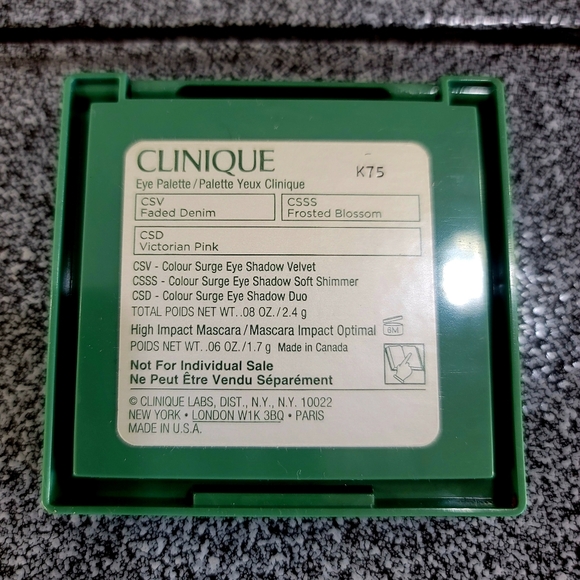 CLINIQUE
K75
Eye Palette/Palette Yeux Clinique
CSV
Faded Denim
CSSS
Frosted Blossom
CSD
Victorian Pink
CSV - Colour Surge Eye Shadow Velvet
CSSS - Colour Surge Eye Shadow Soft Shimmer
CSD - Colour Surge Eye Shadow Duo
TOTAL POIDS NET WT. .08 OZ./2.4 g
High Impact Mascara/Mascara Impact Optimal
6M
POIDS NET WT. .06 OZ./1.7 g Made in Canada
Not For Individual Sale
Ne Peut Être Vendu Séparément
© CLINIQUE LABS, DIST., N.Y., N.Y. 10022
NEW YORK • LONDON W1K 3BQ • PARIS
MADE IN U.S.A.